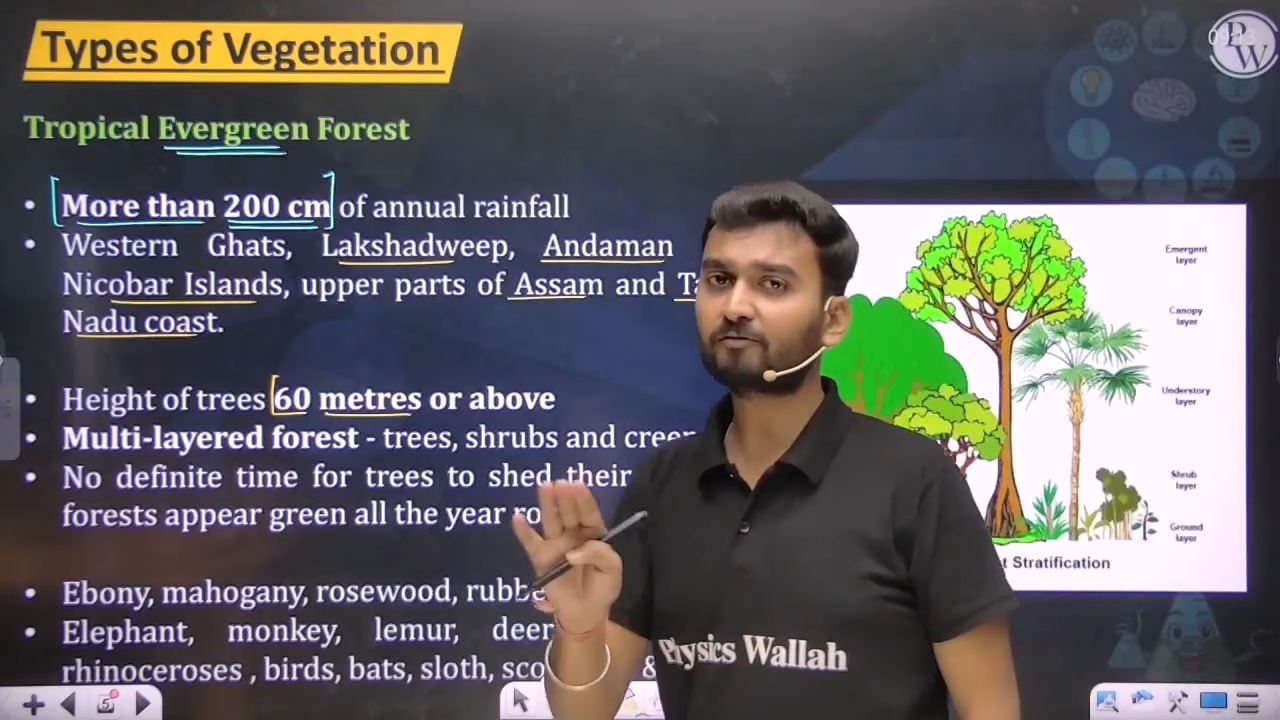 Types of Vegetation
PW
Tropical Evergreen Forest
• More than 200 cm of annual rainfall
• Western Ghats, Lakshadweep, Andaman
Nicobar Islands, upper parts of Assam and
Nadu coast.
• Height of trees 60 metres or above
• Multi-layered forest - trees, shrubs and
• No definite time for trees to shed their
forests appear green all the year
• Ebony, mahogany, rosewood,
• Elephant, monkey, lemur, deer
rhinoceroses , birds, bats, sloth, &
Emergent
layer
Canopy
layer
Understory
layer
Shrub
layer
Ground
layer
Stratification
Physics Wallah
5